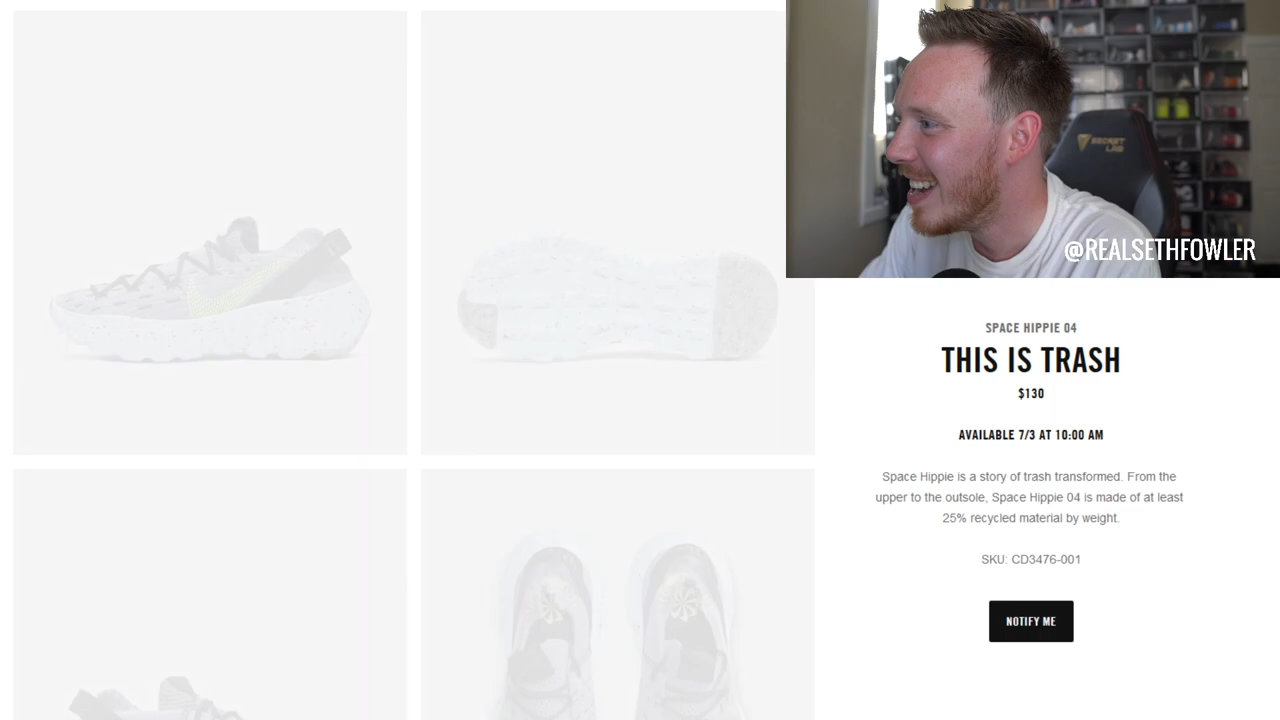 SECRET
LAB
@REALSETHFOWLER
SPACE HIPPIE 04
THIS IS TRASH
$130
AVAILABLE 7/3 AT 10:00 AM
Space Hippie is a story of trash transformed. From the
upper to the outsole, Space Hippie 04 is made of at least
25% recycled material by weight.
SKU: CD3476-001
NOTIFY ME